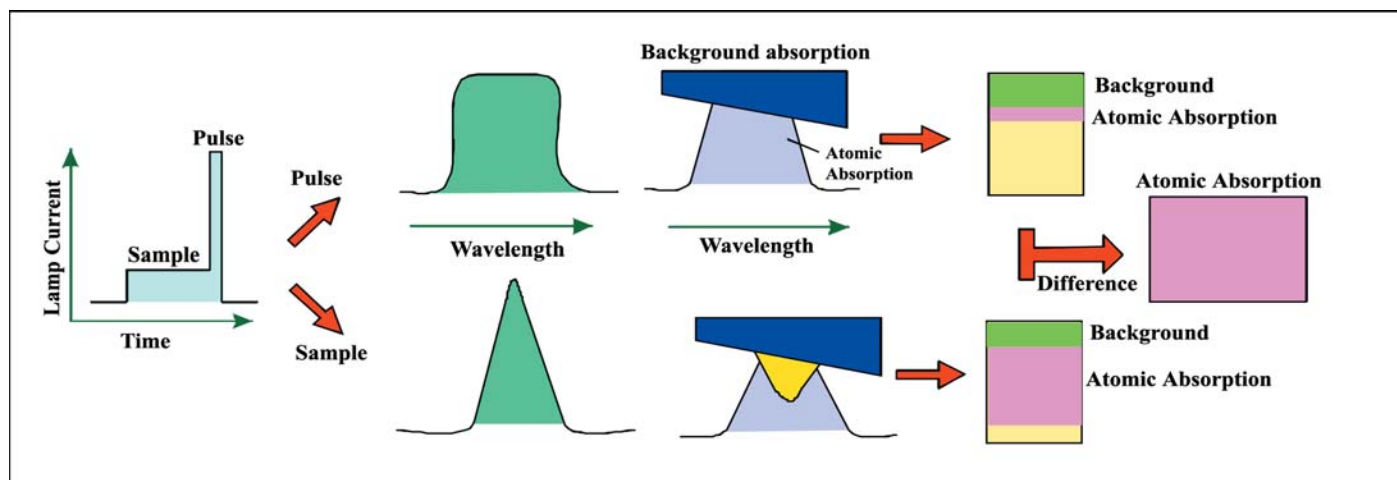 Lamp Current
Pulse
Sample
Time
Pulse
Sample
Wavelength
Background absorption
Atomic
Absorption
Wavelength
Background
Atomic Absorption
Atomic Absorption
Difference
Background
Atomic Absorption